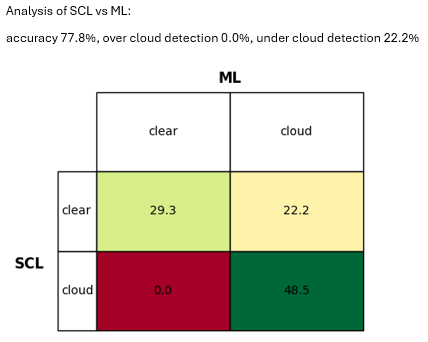 Analysis of SCL vs ML:
accuracy 77.8%, over cloud detection 0.0%, under cloud detection 22.2%
ML
clear cloud
clear 29.3 22.2
SCL
cloud 0.0 48.5